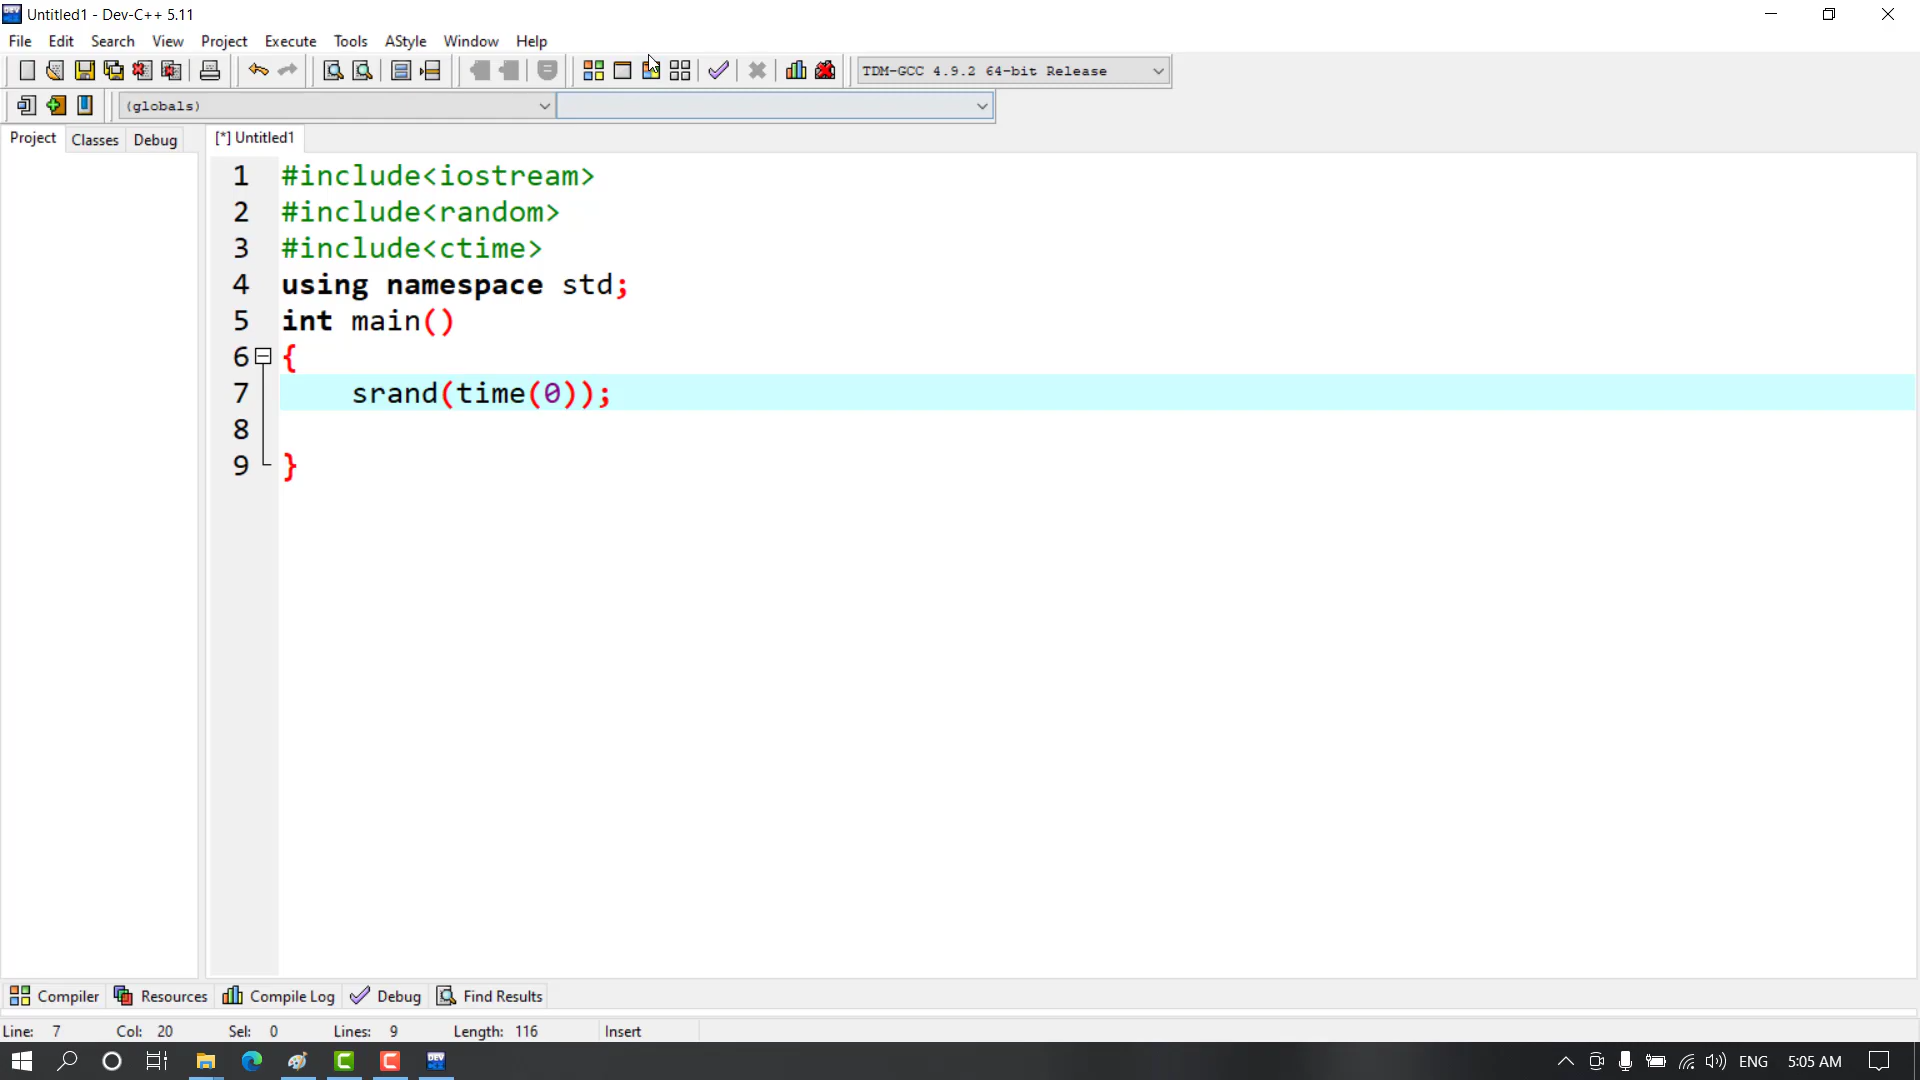 Untitled1 - Dev-C++ 5.11
File Edit Search View Project Execute Tools AStyle Window Help
TDM-GCC 4.9.2 64-bit Release
(globals)
Project Classes Debug [*] Untitled1
1 #include<iostream>
2 #include<random>
3 #include<ctime>
4 using namespace std;
5 int main()
6 {
7 srand(time(0));
8
9 }
Compiler Resources Compile Log Debug Find Results
Line: 7 Col: 20 Sel: 0 Lines: 9 Length: 116 Insert
DEV ENG 5:05 AM